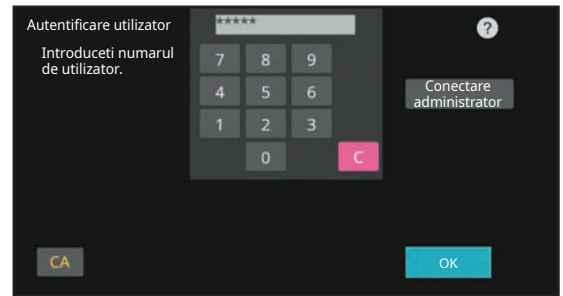 Autentificare utilizator
*****
?
Introduceti numarul
de utilizator.
7 8 9
4 5 6
1 2 3
0 C
Conectare
administrator
CA
OK